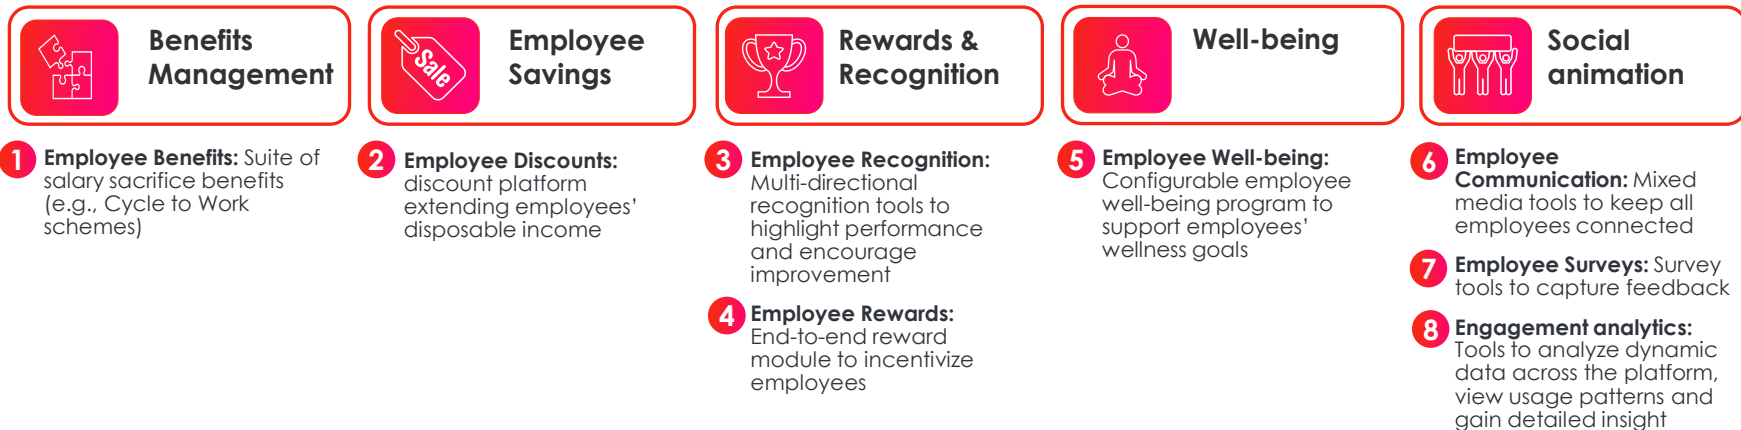 Benefits
Management
Sale
Employee
Savings
Rewards &
Recognition
Well-being
Social
animation
1 Employee Benefits: Suite of
salary sacrifice benefits
(e.g., Cycle to Work
schemes)
2 Employee Discounts:
discount platform
extending employees’
disposable income
3 Employee Recognition:
Multi-directional
recognition tools to
highlight performance
and encourage
improvement
4 Employee Rewards:
End-to-end reward
module to incentivize
employees
5 Employee Well-being:
Configurable employee
well-being program to
support employees’
wellness goals
6 Employee
Communication: Mixed
media tools to keep all
employees connected
7 Employee Surveys: Survey
tools to capture feedback
8 Engagement analytics:
Tools to analyze dynamic
data across the platform,
view usage patterns and
gain detailed insight